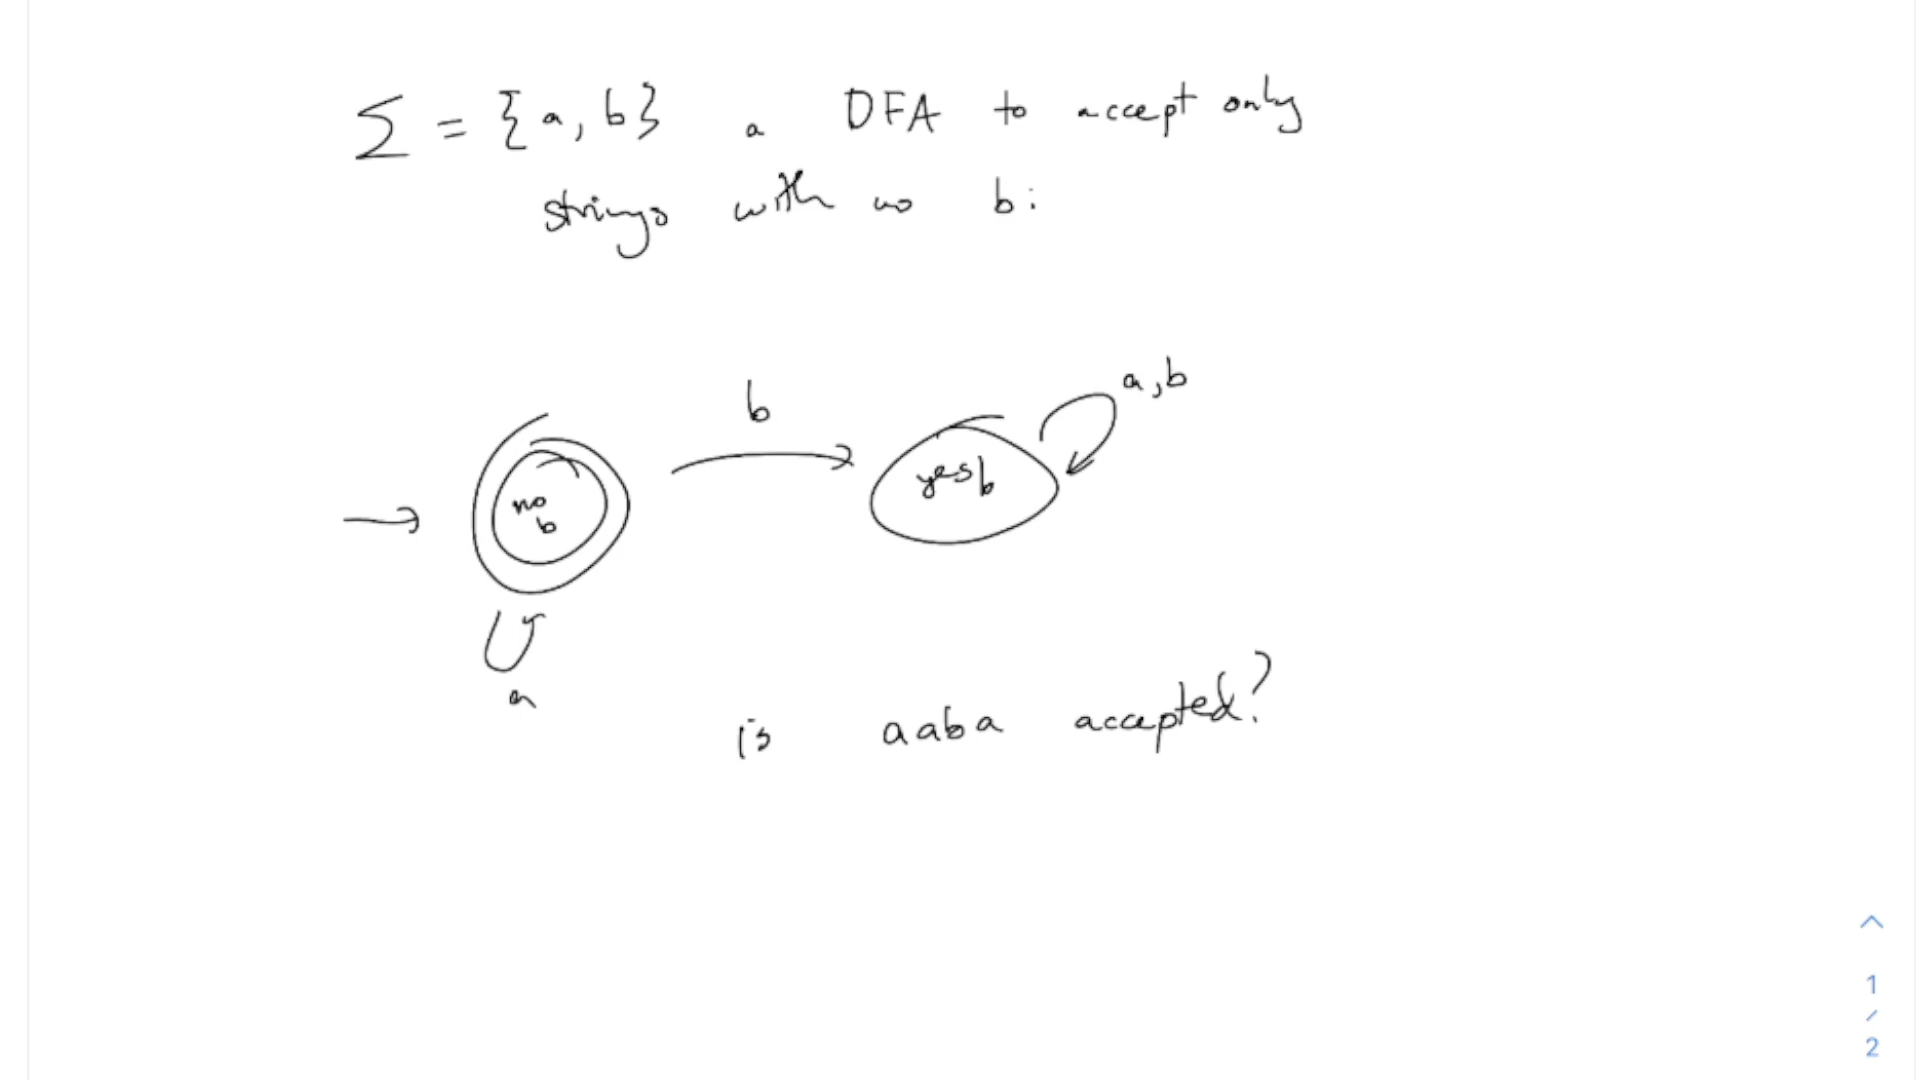 Σ = {a, b} a DFA to accept only
strings with no b:
b
a,b
no
b
yes b
a
is aaba accepted?
1
/
2